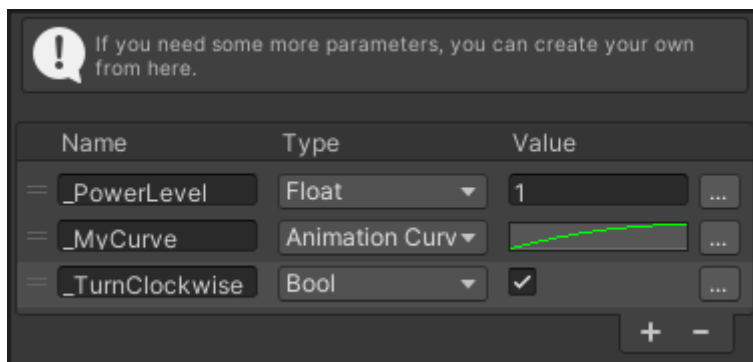 If you need some more parameters, you can create your own
from here.
Name Type Value
_PowerLevel Float 1 ...
_MyCurve Animation Curv ...
_TurnClockwise Bool ...
+ -